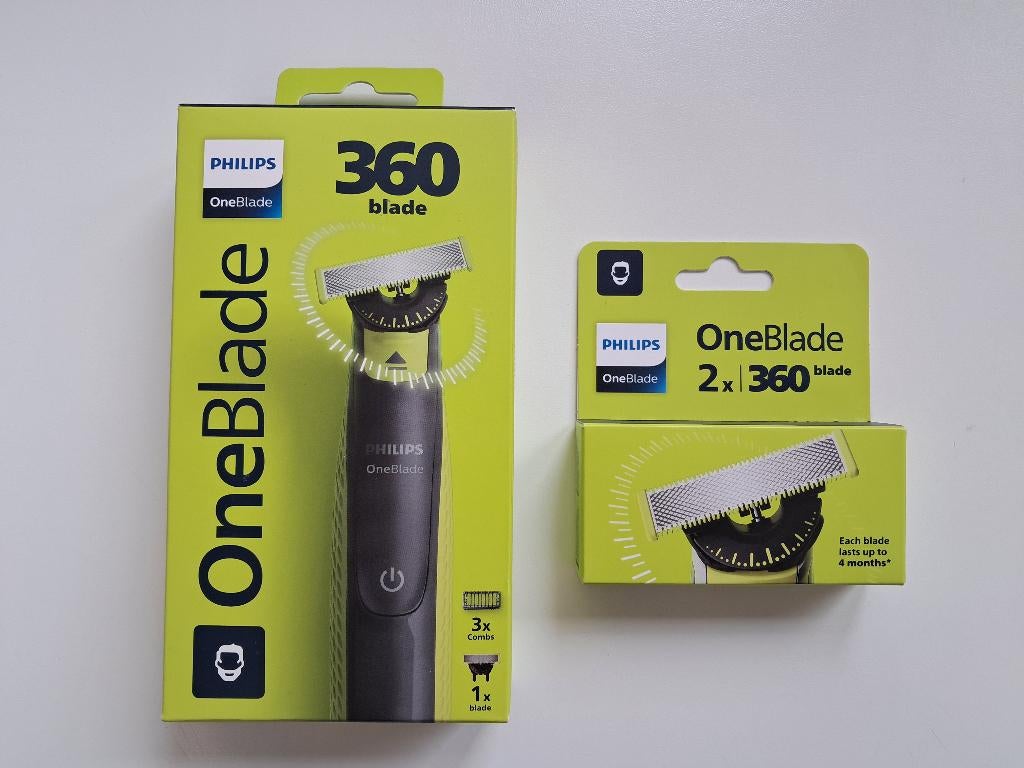 PHILIPS
OneBlade
360
blade
OneBlade
PHILIPS
OneBlade
3x
Combs
1x
blade
PHILIPS
OneBlade
OneBlade
2x | 360 blade
Each blade
lasts up to
4 months*